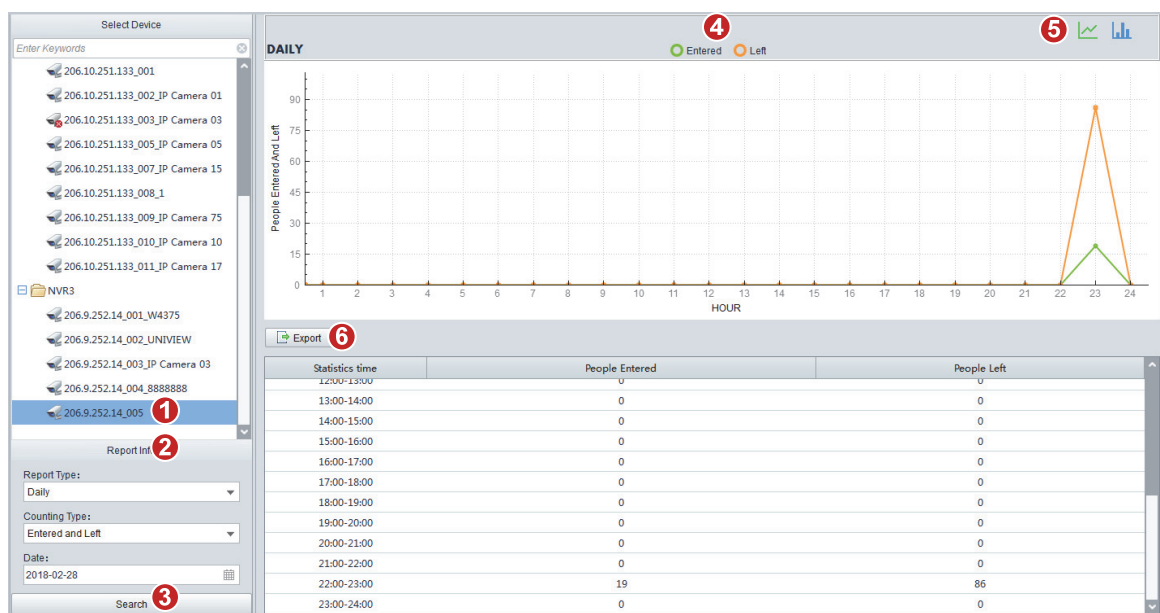 Select Device
Enter Keywords
206.10.251.133_001
206.10.251.133_002_IP Camera 01
206.10.251.133_003_IP Camera 03
206.10.251.133_005_IP Camera 05
206.10.251.133_007_IP Camera 15
206.10.251.133_008_1
206.10.251.133_009_IP Camera 75
206.10.251.133_010_IP Camera 10
206.10.251.133_011_IP Camera 17
NVR3
206.9.252.14_001_W4375
206.9.252.14_002_UNIVIEW
206.9.252.14_003_IP Camera 03
206.9.252.14_004_8888888
206.9.252.14_005 1
Report Inf 2
Report Type:
Daily
Counting Type:
Entered and Left
Date:
2018-02-28
Search 3
4 5
DAILY Entered Left
People Entered And Left
90
75
60
45
30
15
0
1 2 3 4 5 6 7 8 9 10 11 12 13 14 15 16 17 18 19 20 21 22 23 24
HOUR
Export 6
Statistics time People Entered People Left
12:00-13:00 0 0
13:00-14:00 0 0
14:00-15:00 0 0
15:00-16:00 0 0
16:00-17:00 0 0
17:00-18:00 0 0
18:00-19:00 0 0
19:00-20:00 0 0
20:00-21:00 0 0
21:00-22:00 0 0
22:00-23:00 19 86
23:00-24:00 0 0